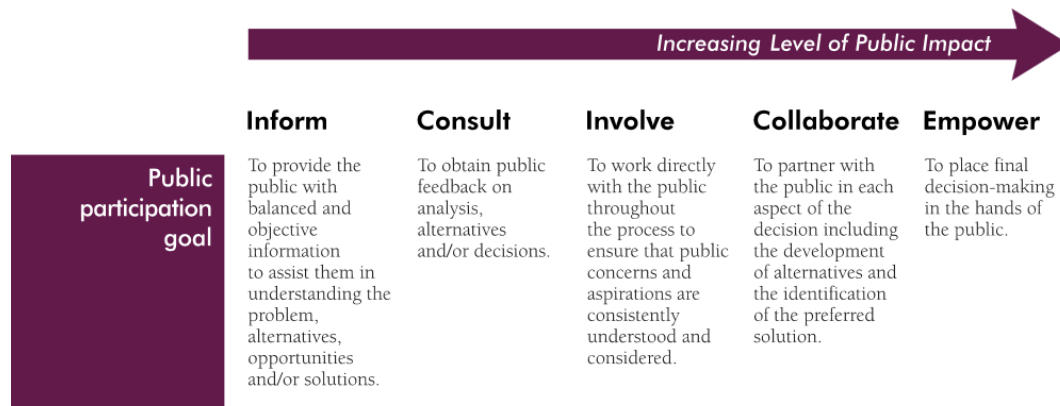 Increasing Level of Public Impact
Inform
Consult
Involve
Collaborate
Empower
Public
participation
goal
To provide the
public with
balanced and
objective
information
to assist them in
understanding the
problem,
alternatives,
opportunities
and/or solutions.
To obtain public
feedback on
analysis,
alternatives
and/or decisions.
To work directly
with the public
throughout
the process to
ensure that public
concerns and
aspirations are
consistently
understood and
considered.
To partner with
the public in each
aspect of the
decision including
the development
of alternatives and
the identification
of the preferred
solution.
To place final
decision-making
in the hands of
the public.